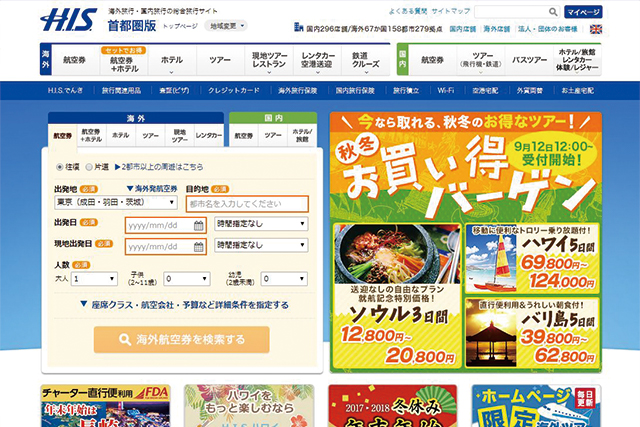 H.I.S.
海外旅行・国内旅行の総合旅行サイト
首都圏版
トップページ
地域変更
よくある質問 サイトマップ
マイページ
国内296店舗/海外67か国158都市279拠点
国内店舗 海外店舗 法人・団体のお客様
海外
航空券
セットでお得
航空券
+ホテル
ホテル
ツアー
現地ツアー
レストラン
レンタカー
空港送迎
鉄道
クルーズ
国内
航空券
ツアー
(飛行機・鉄道)
バスツアー
ホテル/旅館
レンタカー
体験/レジャー
H.I.S.でんき
旅行関連用品
査証(ビザ)
クレジットカード
海外旅行保険
国内旅行保険
旅行積立
Wi-Fi
空港宅配
外貨両替
お土産宅配
海外
国内
航空券
航空券
+ホテル
ホテル
ツアー
現地
ツアー
レンタカー
航空券
ツアー
ホテル/
旅館
往復
片道
▶2都市以上の周遊はこちら
出発地 必須
▼海外発航空券
目的地 必須
東京(成田・羽田・茨城)
都市名を入力してください
出発日 必須
yyyy/mm/dd
時間指定なし
現地出発日 必須
yyyy/mm/dd
時間指定なし
人数 必須
大人 1
子供
(2~11歳)
0
幼児
(2歳未満)
0
▼ 座席クラス・航空会社・予算など詳細条件を指定する
海外航空券を検索する
今なら取れる、秋冬のお得なツアー!
秋冬
お買い得
バーゲン
9月12日12:00~
受付開始!
送迎なしの自由なプラン
就航記念特別価格!
ソウル3日間
12,800円~
20,800円
移動に便利なトロリー乗り放題付!
ハワイ5日間
69,800円~
124,000円
直行便利用&うれしい朝食付!
バリ島5日間
39,800円~
62,800円
チャーター直行便利用
FDA
年末年始は
ハワイを
もっと楽しむなら
H.I.S.ハワイ
2017-2018 冬休み
年末年始
ホームページ
毎日更新
限定
海外ツアー